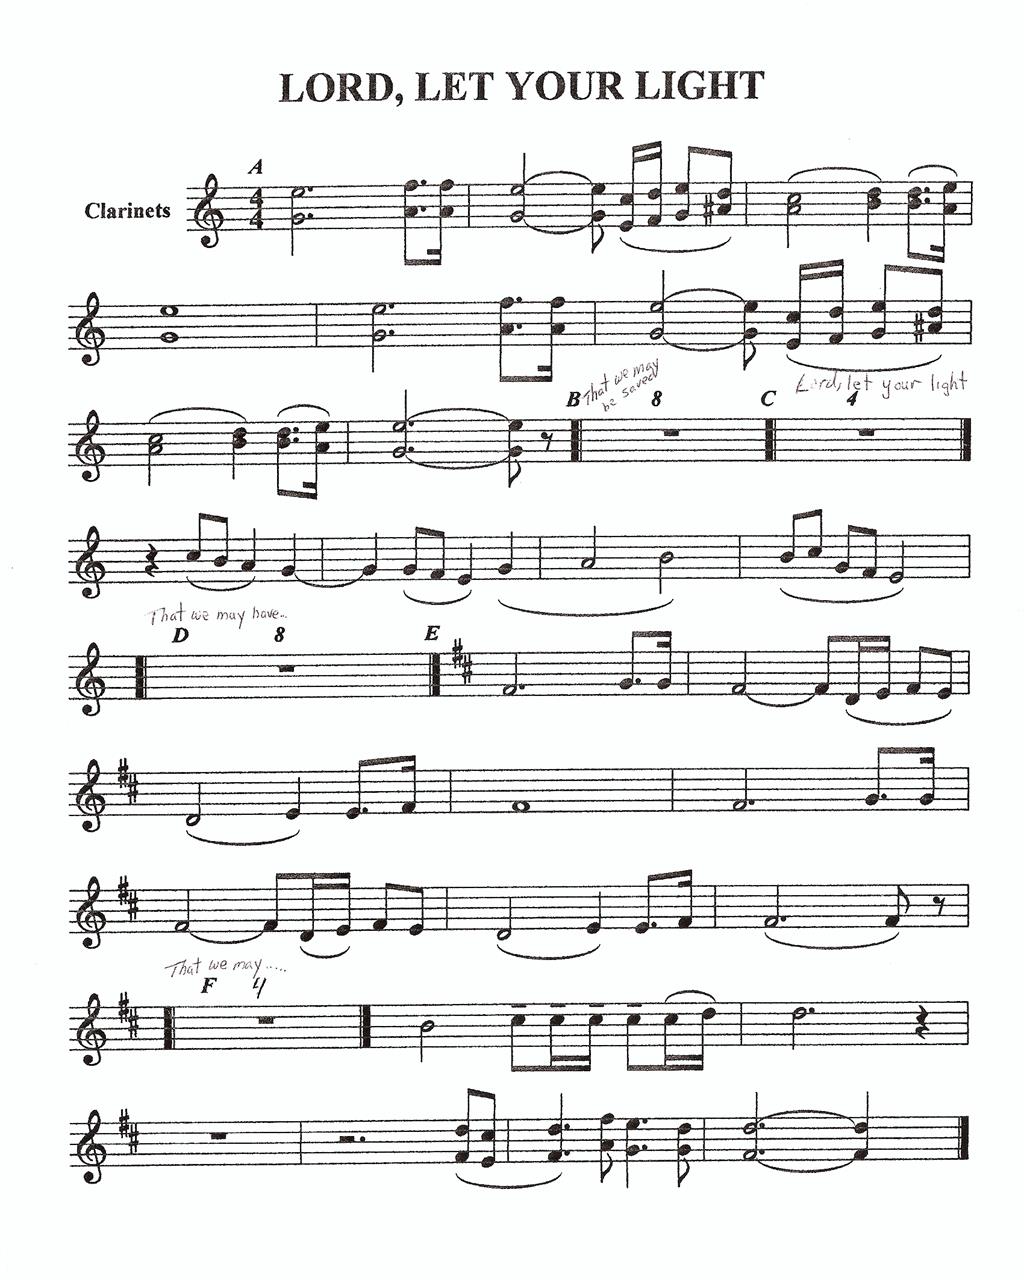 LORD, LET YOUR LIGHT
A
Clarinets
4
4
That we may
be saved
Lord, let your light
B 8 C 4
That we may have...
D 8 E
That we may.....
F 4